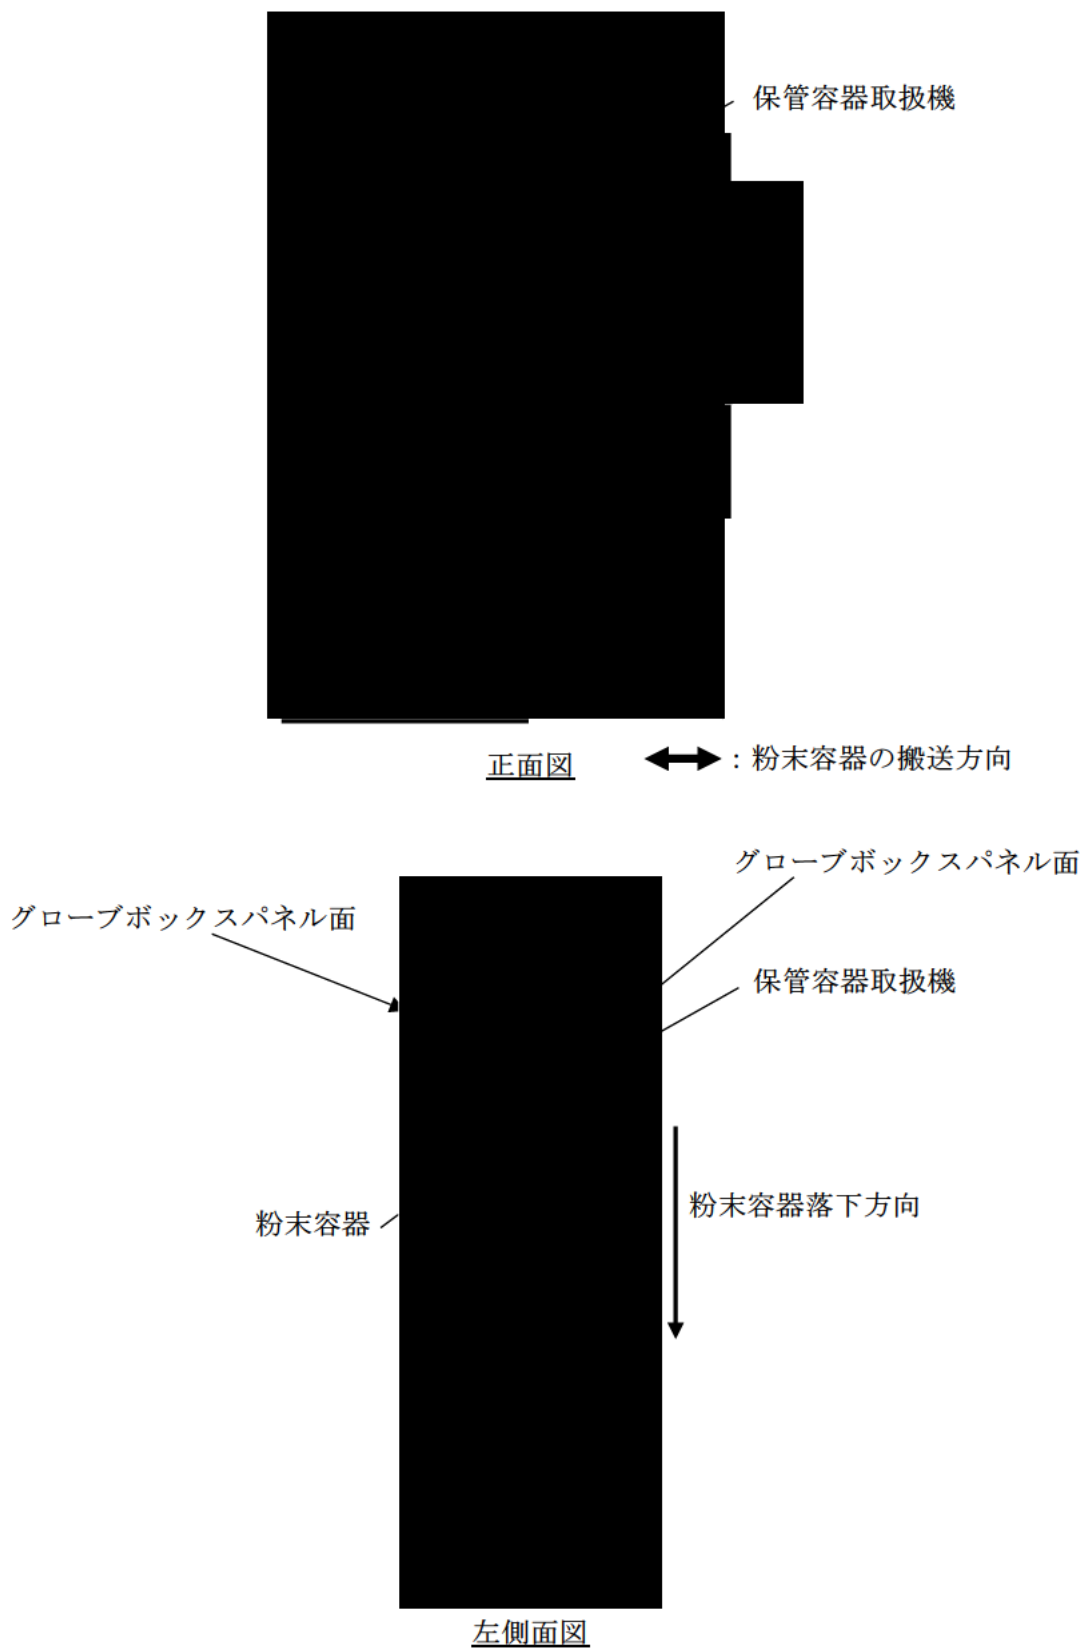 保管容器取扱機
正面図
：粉末容器の搬送方向
グローブボックスパネル面
グローブボックスパネル面
保管容器取扱機
粉末容器落下方向
粉末容器
左側面図